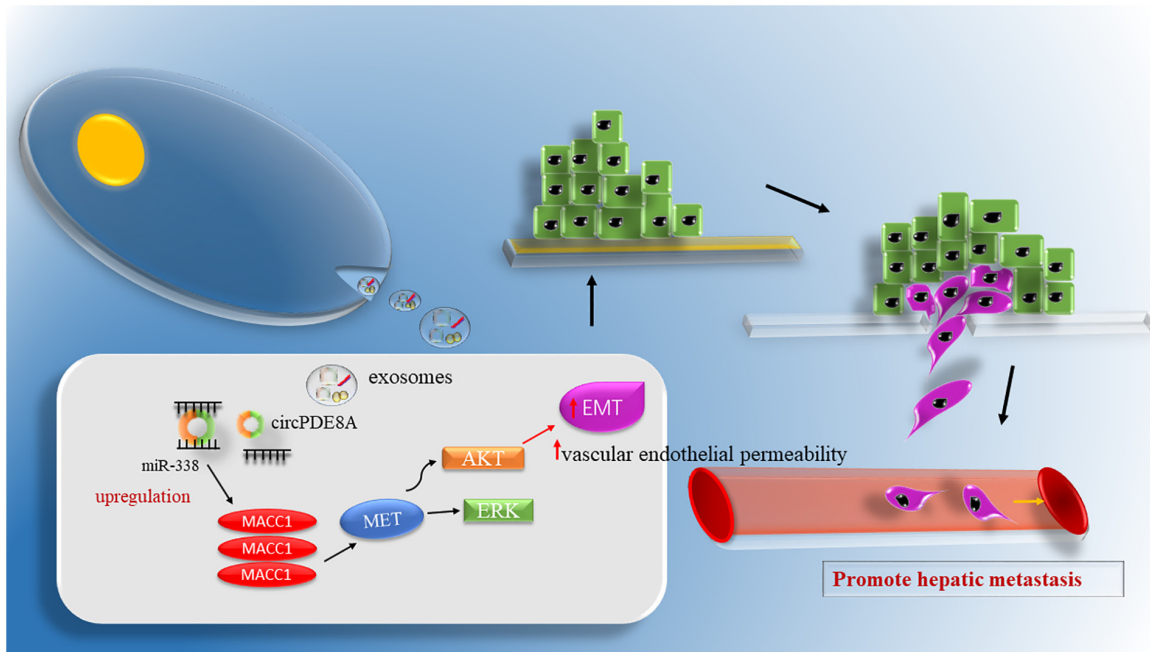 exosomes
circPDE8A
miR-338
upregulation
MACC1
MACC1
MACC1
MET
AKT
ERK
EMT
vascular endothelial permeability
Promote hepatic metastasis